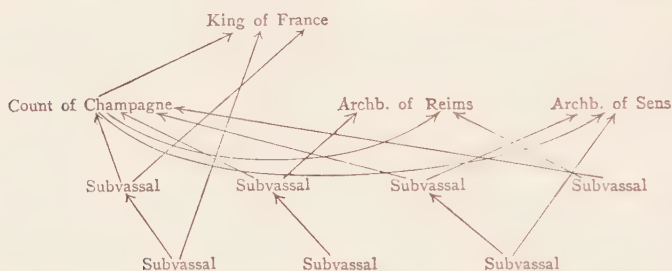 King of France
Count of Champagne Archb. of Reims Archb. of Sens
Subvassal Subvassal Subvassal Subvassal
Subvassal Subvassal Subvassal